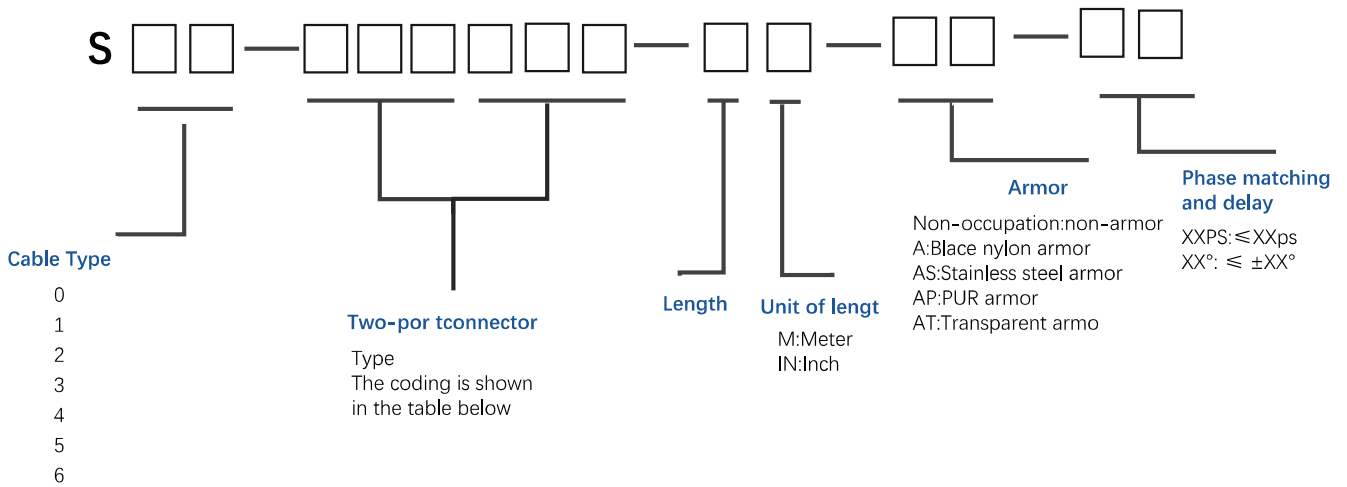 S
Cable Type
0
1
2
3
4
5
6
Two-por tconnector
Type
The coding is shown
in the table below
Length
Unit of lengt
M:Meter
IN:Inch
Armor
Non-occupation:non-armor
A:Blace nylon armor
AS:Stainless steel armor
AP:PUR armor
AT:Transparent armo
Phase matching
and delay
XXPS:≤XXps
XX°: ≤ ±XX°